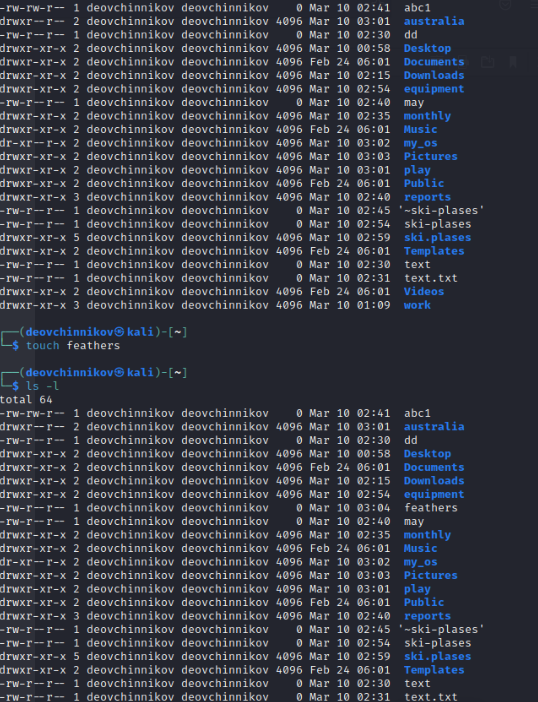 -rw-rw-r-- 1 deovchinnikov deovchinnikov    0 Mar 10 02:41  abc1
drwxr--r-- 2 deovchinnikov deovchinnikov 4096 Mar 10 03:01  australia
-rw-r--r-- 1 deovchinnikov deovchinnikov    0 Mar 10 02:30  dd
drwxr-xr-x 2 deovchinnikov deovchinnikov 4096 Mar 10 00:58  Desktop
drwxr-xr-x 2 deovchinnikov deovchinnikov 4096 Feb 24 06:01  Documents
drwxr-xr-x 2 deovchinnikov deovchinnikov 4096 Mar 10 02:15  Downloads
drwxr-xr-x 2 deovchinnikov deovchinnikov 4096 Mar 10 02:54  equipment
-rw-r--r-- 1 deovchinnikov deovchinnikov    0 Mar 10 02:40  may
drwxr-xr-x 2 deovchinnikov deovchinnikov 4096 Mar 10 02:35  monthly
drwxr-xr-x 2 deovchinnikov deovchinnikov 4096 Feb 24 06:01  Music
dr-xr--r-- 2 deovchinnikov deovchinnikov 4096 Mar 10 03:02  my_os
drwxr-xr-x 2 deovchinnikov deovchinnikov 4096 Mar 10 03:03  Pictures
drwxr-xr-x 2 deovchinnikov deovchinnikov 4096 Mar 10 03:01  play
drwxr-xr-x 2 deovchinnikov deovchinnikov 4096 Feb 24 06:01  Public
drwxr-xr-x 3 deovchinnikov deovchinnikov 4096 Mar 10 02:40  reports
-rw-r--r-- 1 deovchinnikov deovchinnikov    0 Mar 10 02:45 '~ski-plases'
-rw-r--r-- 1 deovchinnikov deovchinnikov    0 Mar 10 02:54  ski-plases
drwxr-xr-x 5 deovchinnikov deovchinnikov 4096 Mar 10 02:59  ski.plases
drwxr-xr-x 2 deovchinnikov deovchinnikov 4096 Feb 24 06:01  Templates
-rw-r--r-- 1 deovchinnikov deovchinnikov    0 Mar 10 02:30  text
-rw-r--r-- 1 deovchinnikov deovchinnikov    0 Mar 10 02:31  text.txt
drwxr-xr-x 2 deovchinnikov deovchinnikov 4096 Feb 24 06:01  Videos
drwxr-xr-x 3 deovchinnikov deovchinnikov 4096 Mar 10 01:09  work
┌──(deovchinnikov㉿kali)-[~]
└─$ touch feathers
┌──(deovchinnikov㉿kali)-[~]
└─$ ls -l
total 64
-rw-rw-r-- 1 deovchinnikov deovchinnikov    0 Mar 10 02:41  abc1
drwxr--r-- 2 deovchinnikov deovchinnikov 4096 Mar 10 03:01  australia
-rw-r--r-- 1 deovchinnikov deovchinnikov    0 Mar 10 02:30  dd
drwxr-xr-x 2 deovchinnikov deovchinnikov 4096 Mar 10 00:58  Desktop
drwxr-xr-x 2 deovchinnikov deovchinnikov 4096 Feb 24 06:01  Documents
drwxr-xr-x 2 deovchinnikov deovchinnikov 4096 Mar 10 02:15  Downloads
drwxr-xr-x 2 deovchinnikov deovchinnikov 4096 Mar 10 02:54  equipment
-rw-r--r-- 1 deovchinnikov deovchinnikov    0 Mar 10 03:04  feathers
-rw-r--r-- 1 deovchinnikov deovchinnikov    0 Mar 10 02:40  may
drwxr-xr-x 2 deovchinnikov deovchinnikov 4096 Mar 10 02:35  monthly
drwxr-xr-x 2 deovchinnikov deovchinnikov 4096 Feb 24 06:01  Music
dr-xr--r-- 2 deovchinnikov deovchinnikov 4096 Mar 10 03:02  my_os
drwxr-xr-x 2 deovchinnikov deovchinnikov 4096 Mar 10 03:03  Pictures
drwxr-xr-x 2 deovchinnikov deovchinnikov 4096 Mar 10 03:01  play
drwxr-xr-x 2 deovchinnikov deovchinnikov 4096 Feb 24 06:01  Public
drwxr-xr-x 3 deovchinnikov deovchinnikov 4096 Mar 10 02:40  reports
-rw-r--r-- 1 deovchinnikov deovchinnikov    0 Mar 10 02:45 '~ski-plases'
-rw-r--r-- 1 deovchinnikov deovchinnikov    0 Mar 10 02:54  ski-plases
drwxr-xr-x 5 deovchinnikov deovchinnikov 4096 Mar 10 02:59  ski.plases
drwxr-xr-x 2 deovchinnikov deovchinnikov 4096 Feb 24 06:01  Templates
-rw-r--r-- 1 deovchinnikov deovchinnikov    0 Mar 10 02:30  text
-rw-r--r-- 1 deovchinnikov deovchinnikov    0 Mar 10 02:31  text.txt